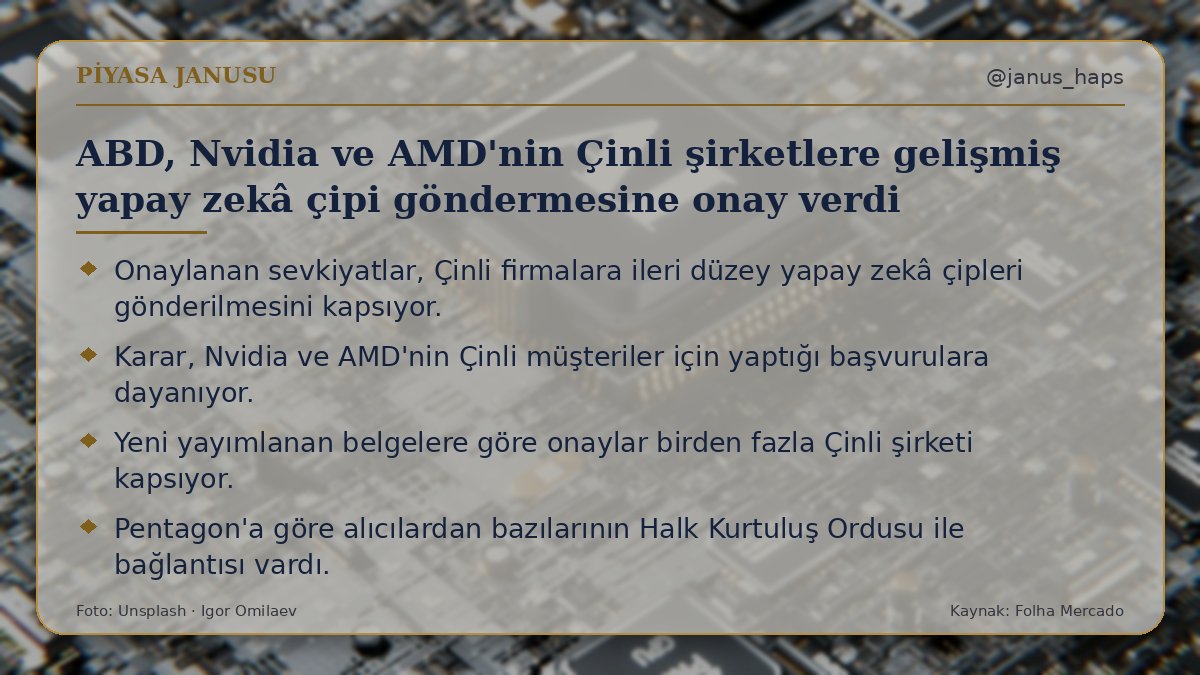 PİYASA JANUSU
@janus_haps
ABD, Nvidia ve AMD'nin Çinli şirketlere gelişmiş
yapay zekâ çipi göndermesine onay verdi
Onaylanan sevkiyatlar, Çinli firmalara ileri düzey yapay zekâ çipleri
gönderilmesini kapsıyor.
Karar, Nvidia ve AMD'nin Çinli müşteriler için yaptığı başvurulara
dayanıyor.
Yeni yayımlanan belgelere göre onaylar birden fazla Çinli şirketi
kapsıyor.
Pentagon'a göre alıcılardan bazılarının Halk Kurtuluş Ordusu ile
bağlantısı vardı.
Foto: Unsplash · Igor Omilaev
Kaynak: Folha Mercado